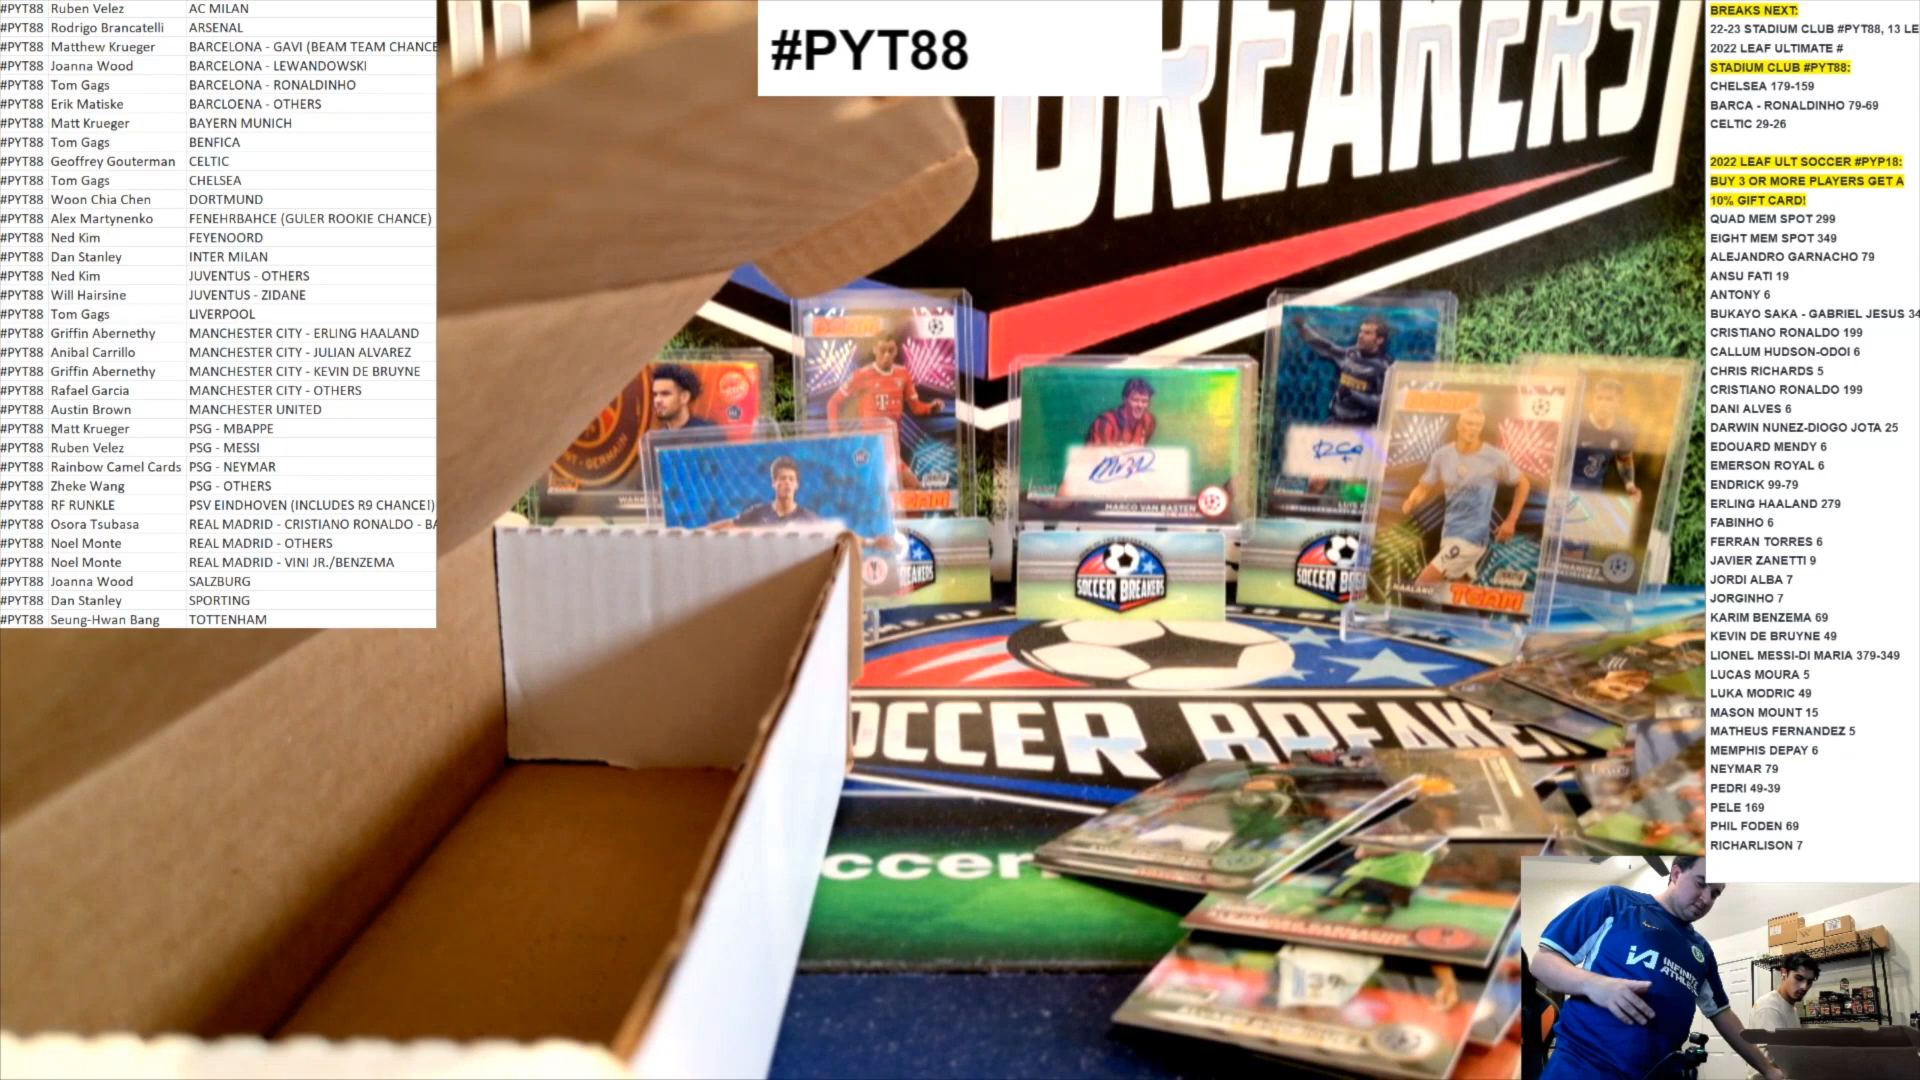 #PYT88 Ruben Velez AC MILAN
#PYT88 Rodrigo Brancatelli ARSENAL
#PYT88 Matthew Krueger BARCELONA - GAVI (BEAM TEAM CHANCE
#PYT88 Joanna Wood BARCELONA - LEWANDOWSKI
#PYT88 Tom Gags BARCELONA - RONALDINHO
#PYT88 Erik Matiske BARCLOENA - OTHERS
#PYT88 Matt Krueger BAYERN MUNICH
#PYT88 Tom Gags BENFICA
#PYT88 Geoffrey Gouterman CELTIC
#PYT88 Tom Gags CHELSEA
#PYT88 Woon Chia Chen DORTMUND
#PYT88 Alex Martynenko FENEHRBAHCE (GULER ROOKIE CHANCE)
#PYT88 Ned Kim FEYENOORD
#PYT88 Dan Stanley INTER MILAN
#PYT88 Ned Kim JUVENTUS - OTHERS
#PYT88 Will Hairsine JUVENTUS - ZIDANE
#PYT88 Tom Gags LIVERPOOL
#PYT88 Griffin Abernethy MANCHESTER CITY - ERLING HAALAND
#PYT88 Anibal Carrillo MANCHESTER CITY - JULIAN ALVAREZ
#PYT88 Griffin Abernethy MANCHESTER CITY - KEVIN DE BRUYNE
#PYT88 Rafael Garcia MANCHESTER CITY - OTHERS
#PYT88 Austin Brown MANCHESTER UNITED
#PYT88 Matt Krueger PSG - MBAPPE
#PYT88 Ruben Velez PSG - MESSI
#PYT88 Rainbow Camel Cards PSG - NEYMAR
#PYT88 Zheke Wang PSG - OTHERS
#PYT88 RF RUNKLE PSV EINDHOVEN (INCLUDES R9 CHANCE!)
#PYT88 Osora Tsubasa REAL MADRID - CRISTIANO RONALDO - BA
#PYT88 Noel Monte REAL MADRID - OTHERS
#PYT88 Noel Monte REAL MADRID - VINI JR./BENZEMA
#PYT88 Joanna Wood SALZBURG
#PYT88 Dan Stanley SPORTING
#PYT88 Seung-Hwan Bang TOTTENHAM
#PYT88
BREAKERS
MARCO VAN BASTEN
HAALAND
TEAM
SOCCER BREAKERS
SOCCER BREAKERS
OCCER BREAKE
ccer
INFINITE
ATHLETE
BREAKS NEXT:
22-23 STADIUM CLUB #PYT88, 13 LE
2022 LEAF ULTIMATE #
STADIUM CLUB #PYT88:
CHELSEA 179-159
BARCA - RONALDINHO 79-69
CELTIC 29-26
2022 LEAF ULT SOCCER #PYP18:
BUY 3 OR MORE PLAYERS GET A
10% GIFT CARD!
QUAD MEM SPOT 299
EIGHT MEM SPOT 349
ALEJANDRO GARNACHO 79
ANSU FATI 19
ANTONY 6
BUKAYO SAKA - GABRIEL JESUS 34
CRISTIANO RONALDO 199
CALLUM HUDSON-ODOI 6
CHRIS RICHARDS 5
CRISTIANO RONALDO 199
DANI ALVES 6
DARWIN NUNEZ-DIOGO JOTA 25
EDOUARD MENDY 6
EMERSON ROYAL 6
ENDRICK 99-79
ERLING HAALAND 279
FABINHO 6
FERRAN TORRES 6
JAVIER ZANETTI 9
JORDI ALBA 7
JORGINHO 7
KARIM BENZEMA 69
KEVIN DE BRUYNE 49
LIONEL MESSI-DI MARIA 379-349
LUCAS MOURA 5
LUKA MODRIC 49
MASON MOUNT 15
MATHEUS FERNANDEZ 5
MEMPHIS DEPAY 6
NEYMAR 79
PEDRI 49-39
PELE 169
PHIL FODEN 69
RICHARLISON 7